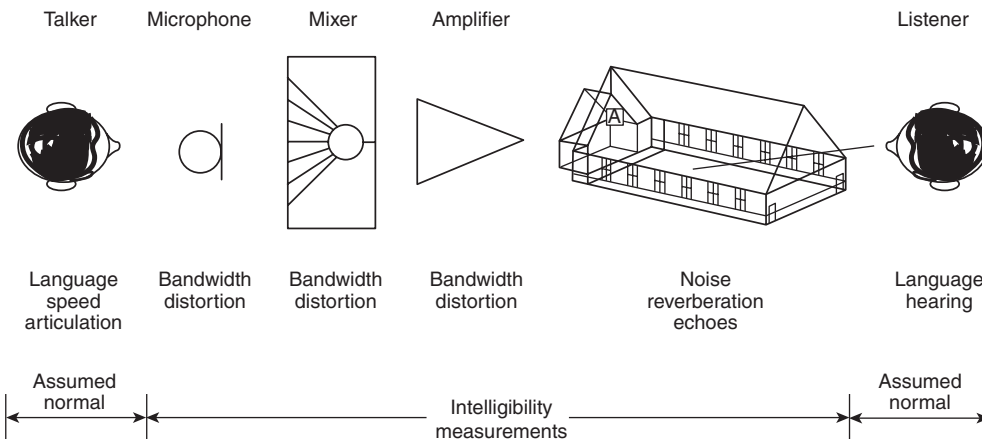 Talker
Microphone
Mixer
Amplifier
Listener
A
Language
speed
articulation
Bandwidth
distortion
Bandwidth
distortion
Bandwidth
distortion
Noise
reverberation
echoes
Language
hearing
Assumed
normal
Intelligibility
measurements
Assumed
normal